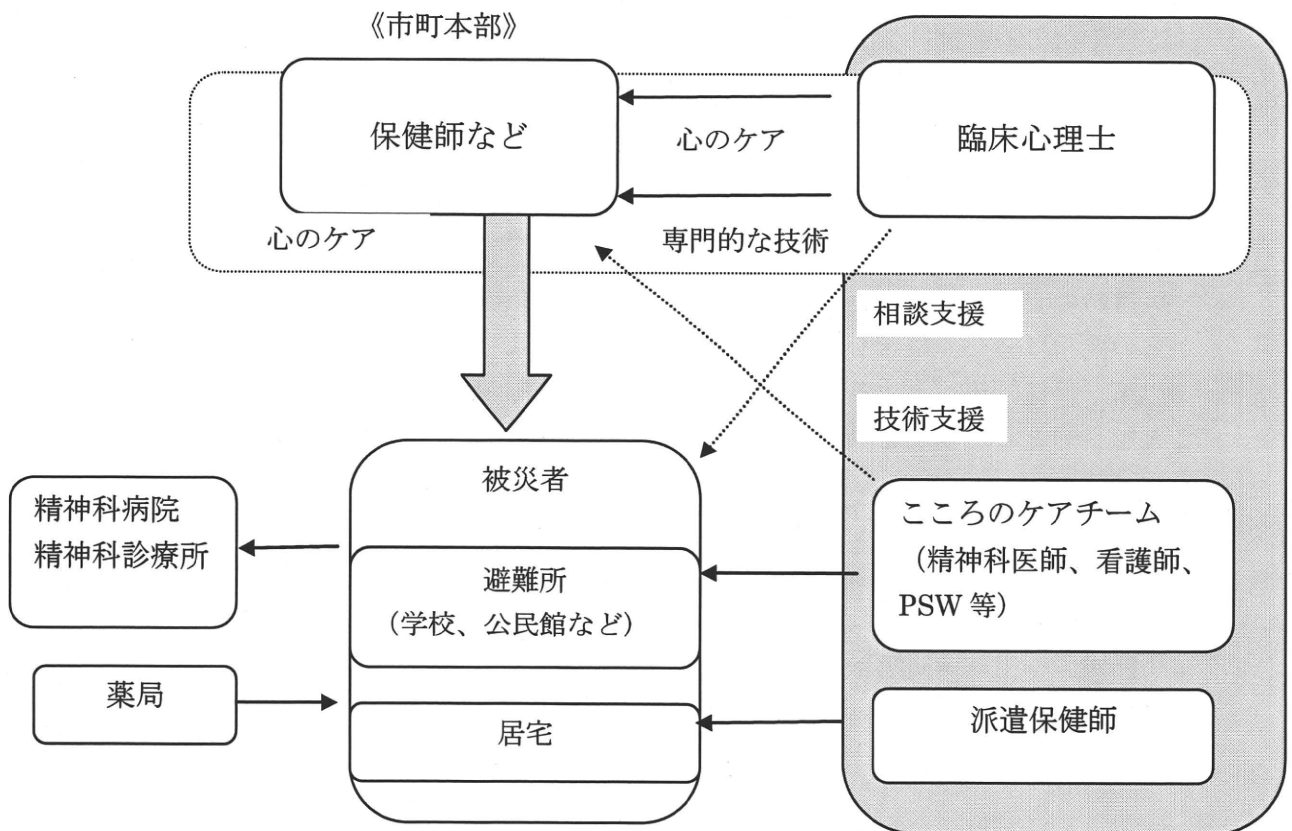 《市町本部》
保健師など
心のケア
臨床心理士
心のケア
専門的な技術
相談支援
技術支援
被災者
精神科病院
精神科診療所
避難所
（学校、公民館など）
こころのケアチーム
（精神科医師、看護師、
PSW 等）
薬局
居宅
派遣保健師